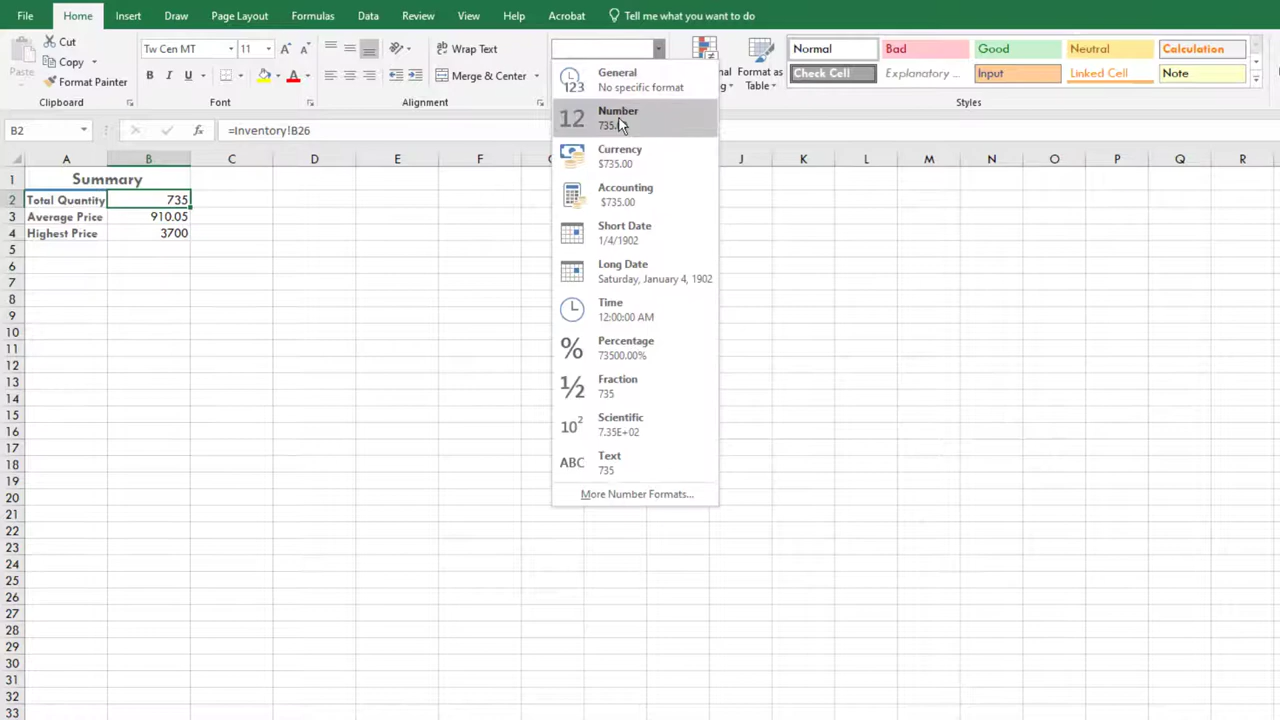 File Home Insert Draw Page Layout Formulas Data Review View Help Acrobat Tell me what you want to do
Paste
Cut
Copy
Format Painter
Clipboard
Tw Cen MT 11 A A
B I U A
Font
ab
Wrap Text
Merge & Center
Alignment
Format as
Table
Normal Bad Good Neutral Calculation
Check Cell Explanatory ... Input Linked Cell Note
Styles
B2 fx =Inventory!B26
General
No specific format
123
12
Number
735.
Currency
$735.00
Accounting
$735.00
Short Date
1/4/1902
Long Date
Saturday, January 4, 1902
Time
12:00:00 AM
%
Percentage
73500.00%
½
Fraction
735
10²
Scientific
7.35E+02
ABC
Text
735
More Number Formats...
A B C D E F J K L M N O P Q R
1 Summary
2 Total Quantity 735
3 Average Price 910.05
4 Highest Price 3700
5
6
7
8
9
10
11
12
13
14
15
16
17
18
19
20
21
22
23
24
25
26
27
28
29
30
31
32
33